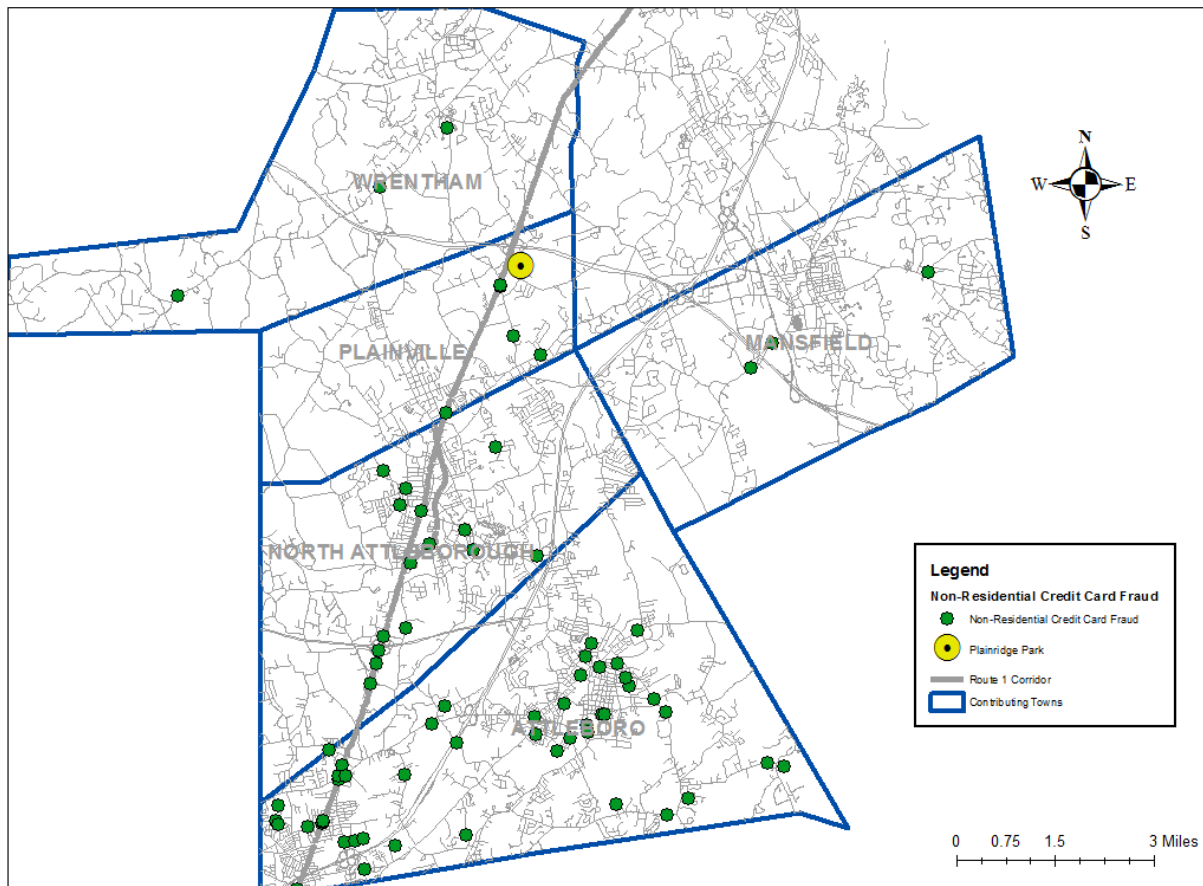 N
W E
S
WRENTHAM
PLAINVILLE
MANSFIELD
NORTH ATTLEBOROUGH
ATTLEBORO
Legend
Non-Residential Credit Card Fraud
Non-Residential Credit Card Fraud
Plainridge Park
Route 1 Corridor
Contributing Towns
0 0.75 1.5 3 Miles